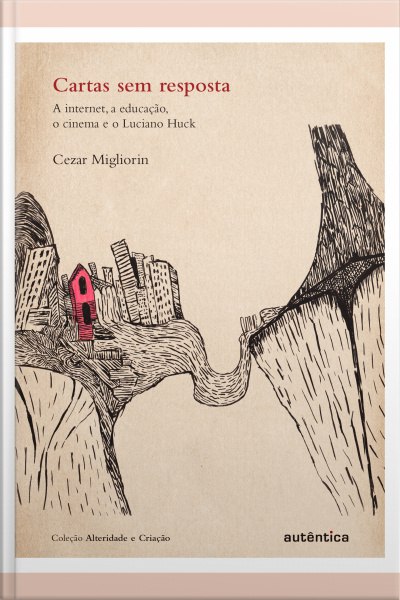 Cartas sem resposta
A internet, a educação,
o cinema e o Luciano Huck
Cezar Migliorin
Coleção Alteridade e Criação
autêntica